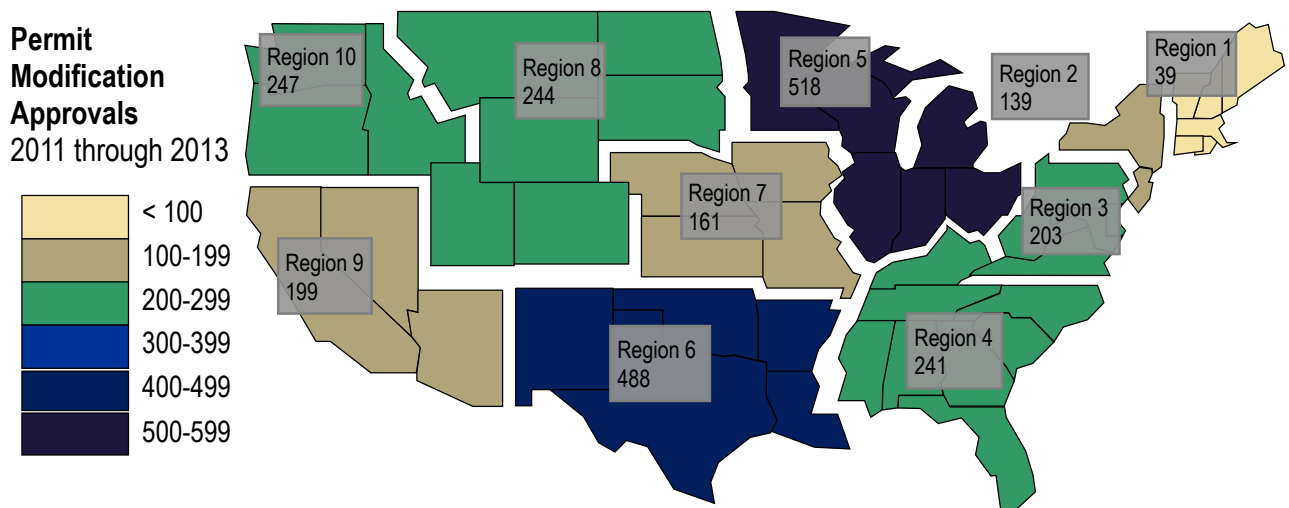 Permit
Modification
Approvals
2011 through 2013
< 100
100-199
200-299
300-399
400-499
500-599
Region 10
247
Region 8
244
Region 5
518
Region 2
139
Region 1
39
Region 7
161
Region 3
203
Region 9
199
Region 6
488
Region 4
241